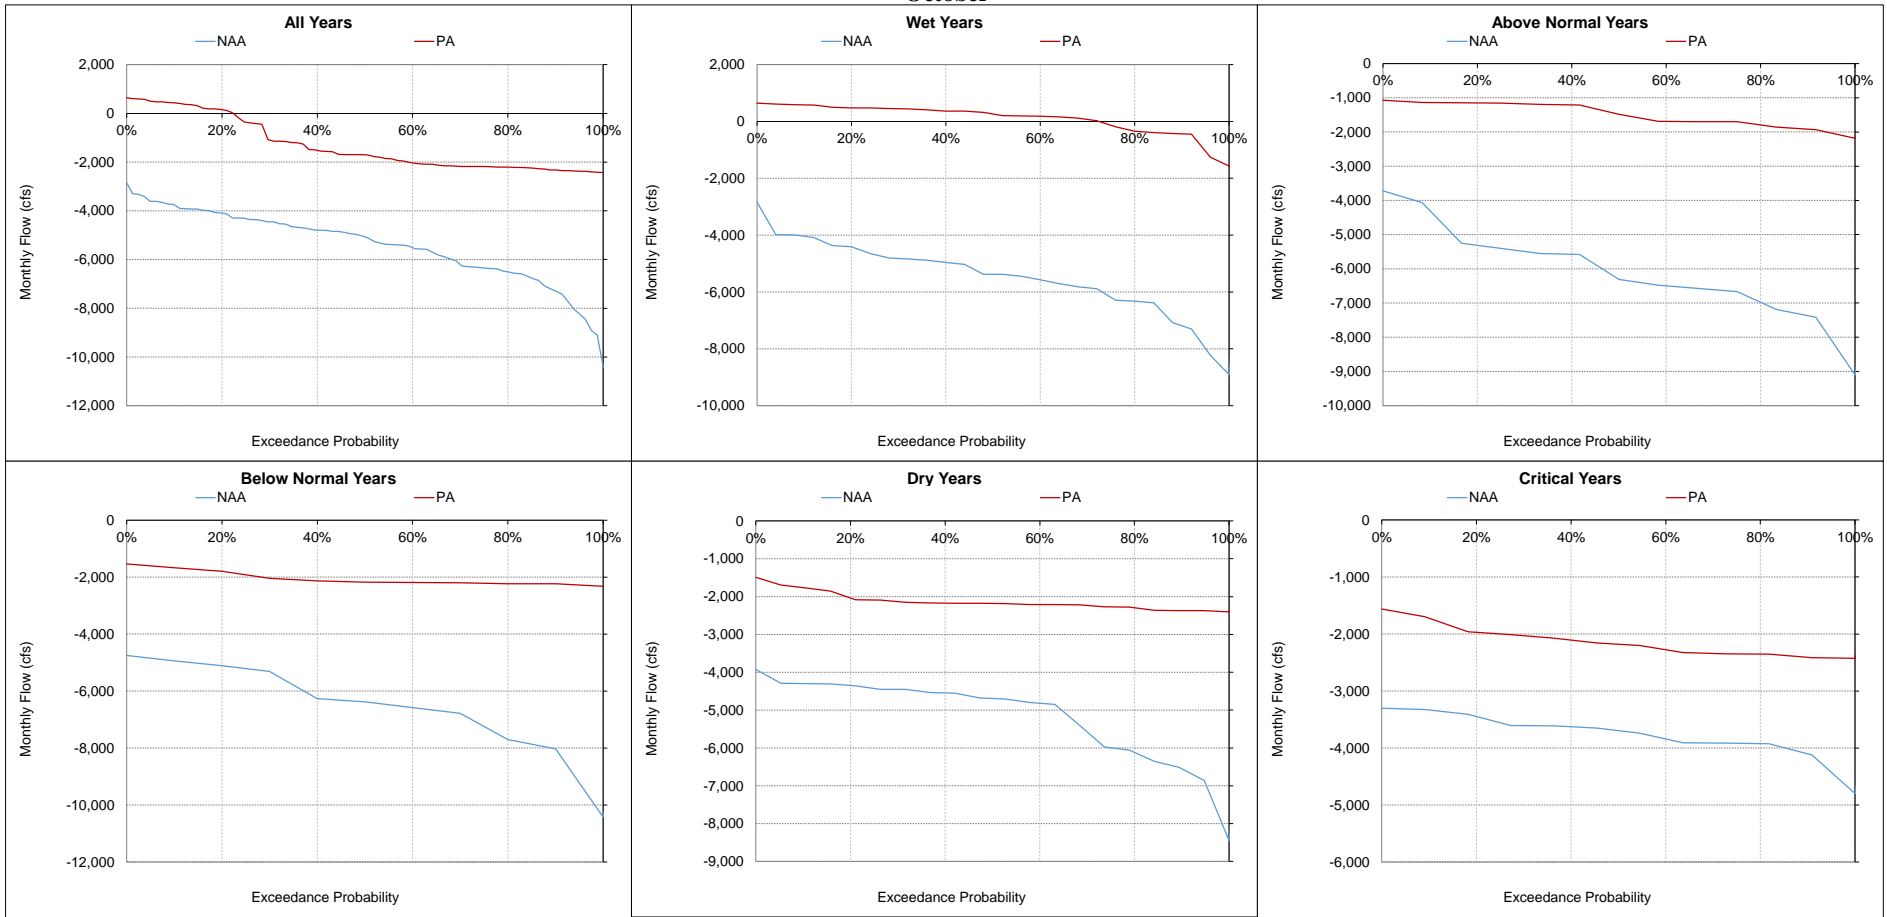 All Years
NAA PA
2,000
0
-2,000
-4,000
-6,000
-8,000
-10,000
-12,000
0% 20% 40% 60% 80% 100%
Monthly Flow (cfs)
Exceedance Probability
Wet Years
NAA PA
2,000
0
-2,000
-4,000
-6,000
-8,000
-10,000
0% 20% 40% 60% 80% 100%
Monthly Flow (cfs)
Exceedance Probability
Above Normal Years
NAA PA
0
-1,000
-2,000
-3,000
-4,000
-5,000
-6,000
-7,000
-8,000
-9,000
-10,000
0% 20% 40% 60% 80% 100%
Monthly Flow (cfs)
Exceedance Probability
Below Normal Years
NAA PA
0
-2,000
-4,000
-6,000
-8,000
-10,000
-12,000
0% 20% 40% 60% 80% 100%
Monthly Flow (cfs)
Exceedance Probability
Dry Years
NAA PA
0
-1,000
-2,000
-3,000
-4,000
-5,000
-6,000
-7,000
-8,000
-9,000
0% 20% 40% 60% 80% 100%
Monthly Flow (cfs)
Exceedance Probability
Critical Years
NAA PA
0
-1,000
-2,000
-3,000
-4,000
-5,000
-6,000
0% 20% 40% 60% 80% 100%
Monthly Flow (cfs)
Exceedance Probability